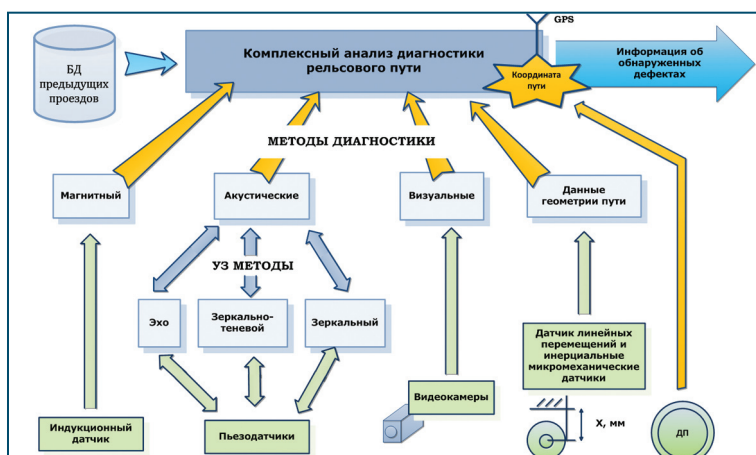 GPS
БД
предыдущих
проездов
Комплексный анализ диагностики
рельсового пути
Координата
пути
Информация об
обнаруженных
дефектах
МЕТОДЫ ДИАГНОСТИКИ
Магнитный
Акустические
Визуальные
Данные
геометрии пути
УЗ МЕТОДЫ
Эхо
Зеркально-
теневой
Зеркальный
Датчик линейных
перемещений и
инерциальные
микромеханические
датчики
Индукционный
датчик
Пьезодатчики
Видеокамеры
X, мм
ДП